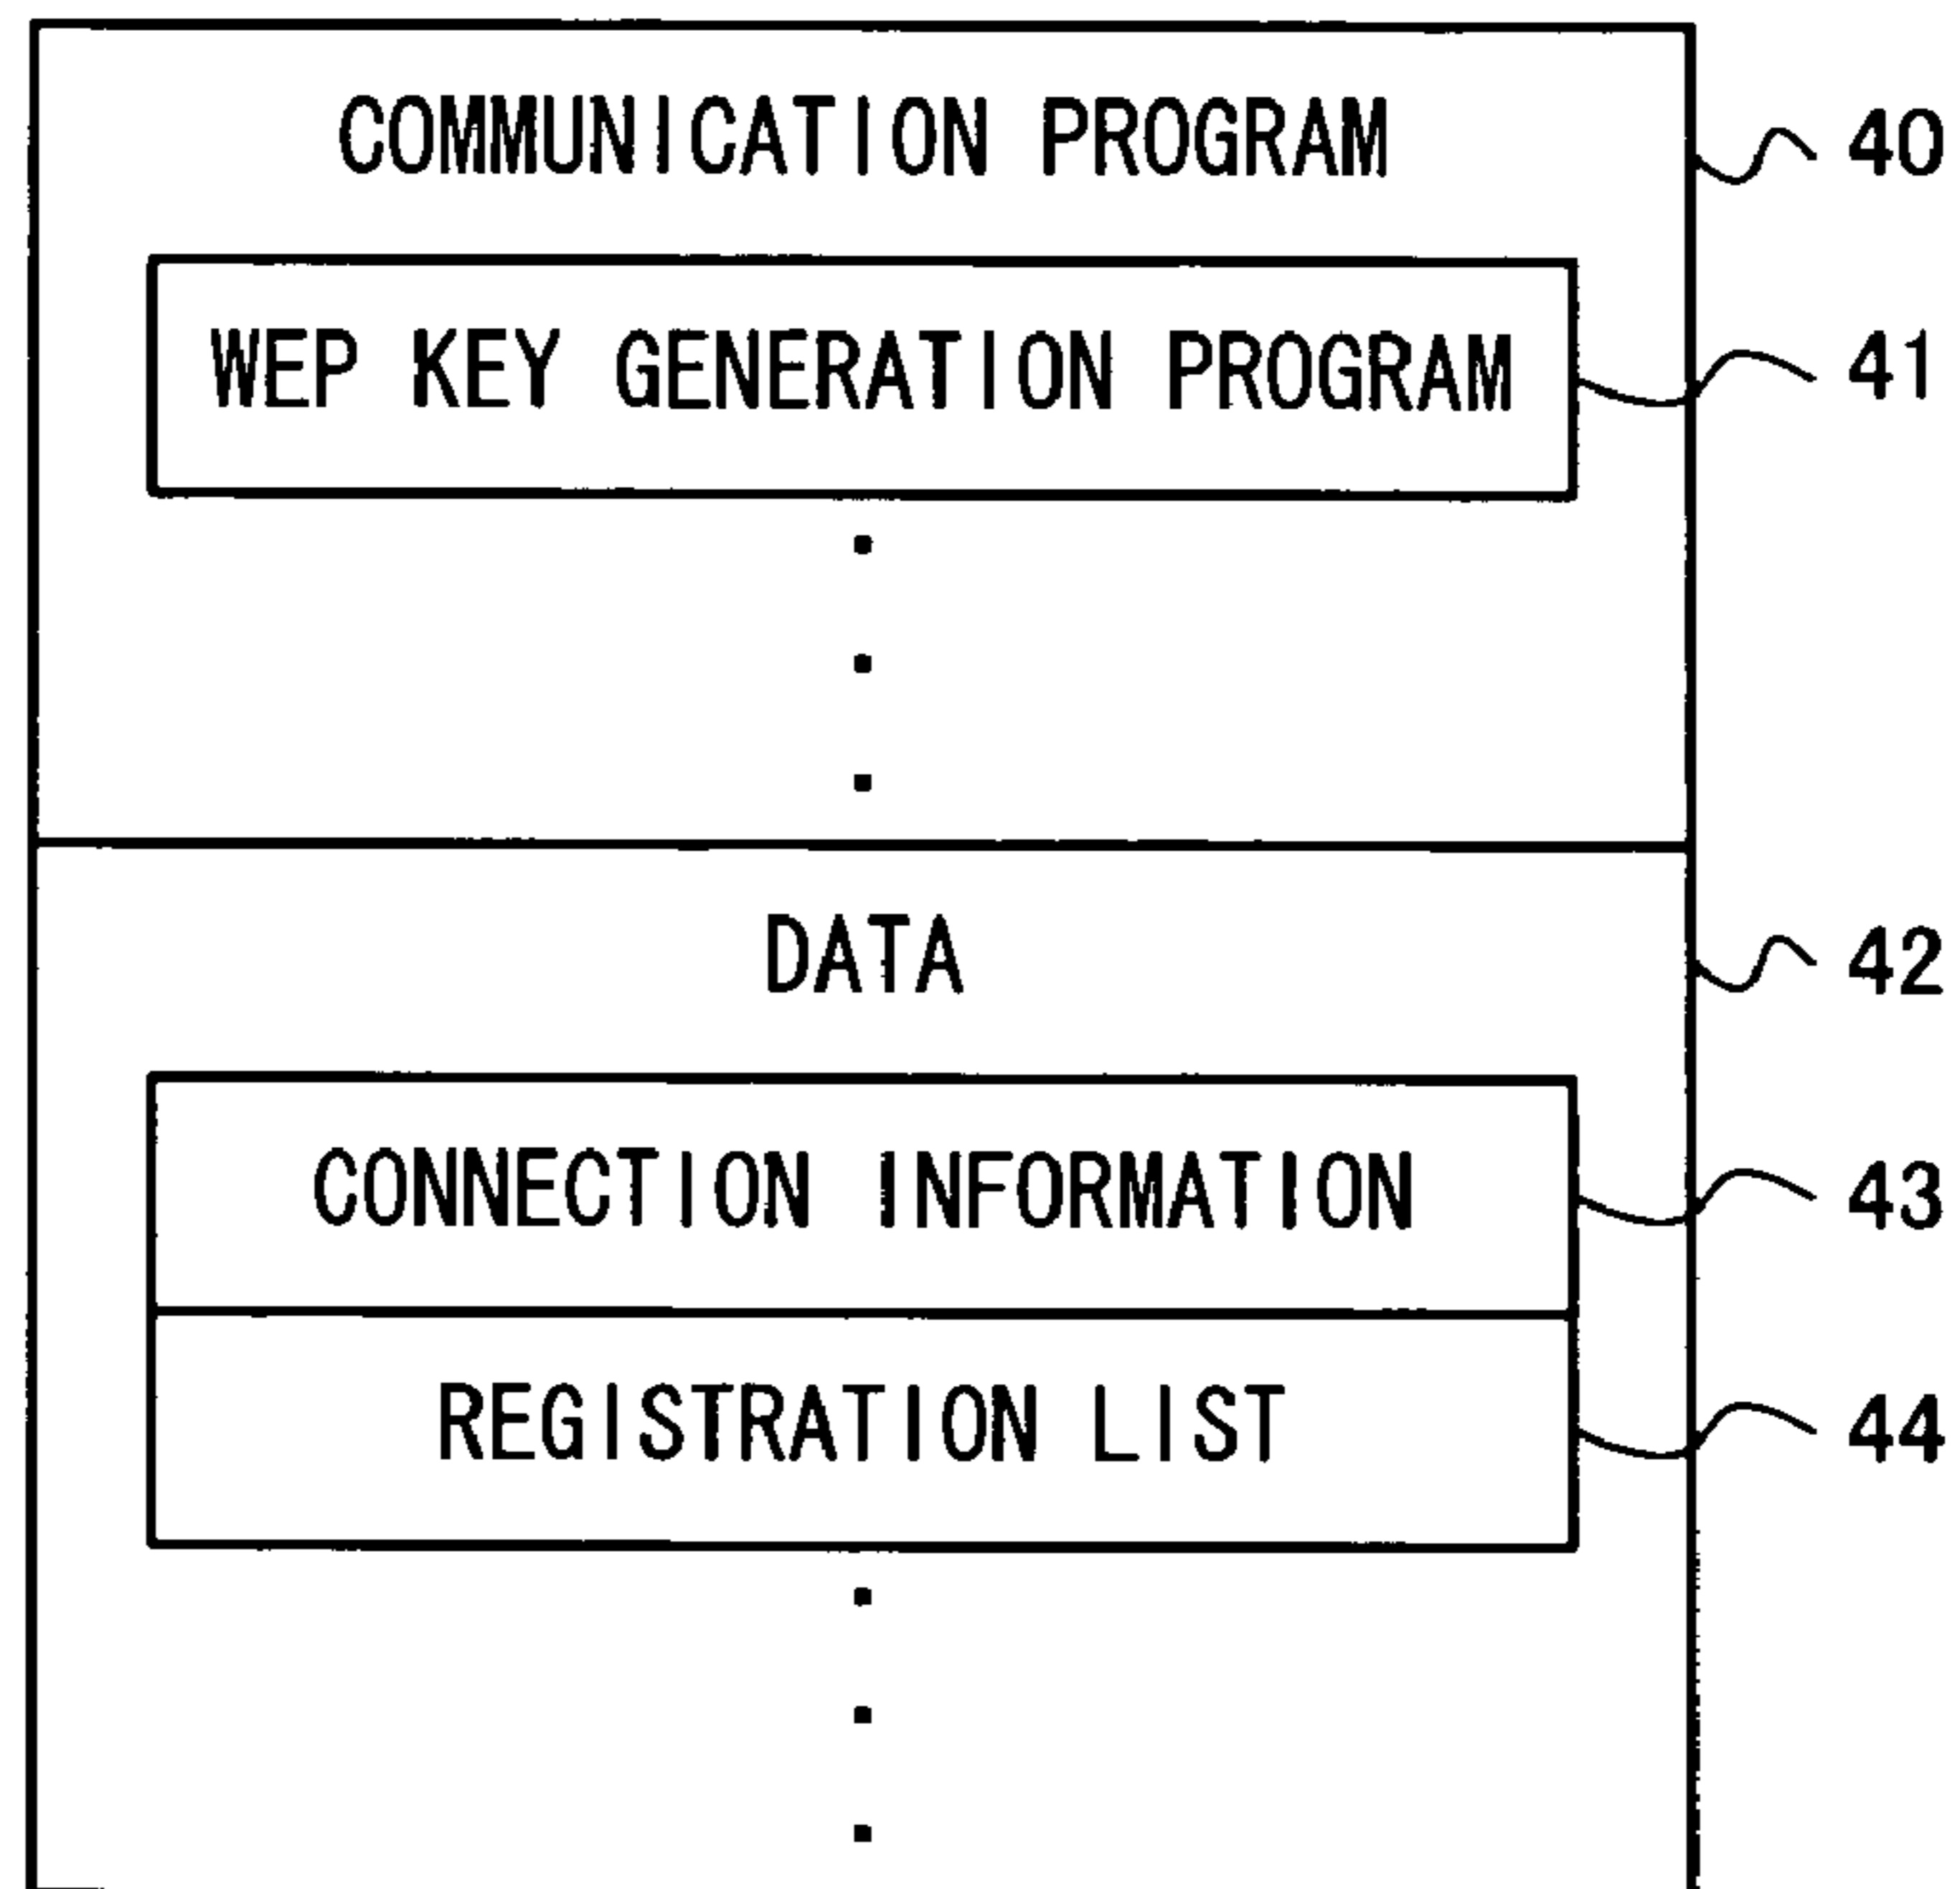 COMMUNICATION PROGRAM 40
WEP KEY GENERATION PROGRAM 41
DATA 42
CONNECTION INFORMATION 43
REGISTRATION LIST 44